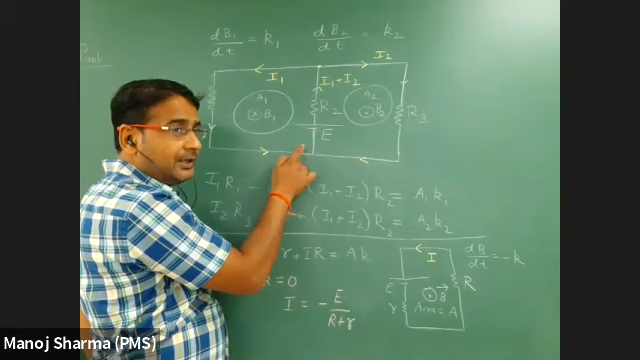 Prob
dB₁/dt = k₁
dB₂/dt = k₂
I₂
I₁
I₁+I₂
A₁
B₁
A₂
B₂
R₂
R₃
E
I₁R₁ - (I₁+I₂)R₂ = A₁k₁
I₂R₃ + (I₁+I₂)R₂ = A₂k₂
r+IR = Ak
= 0
I = - E/(R+r)
I
dB/dt = -k
E
B
R
r
Area = A
Manoj Sharma (PMS)